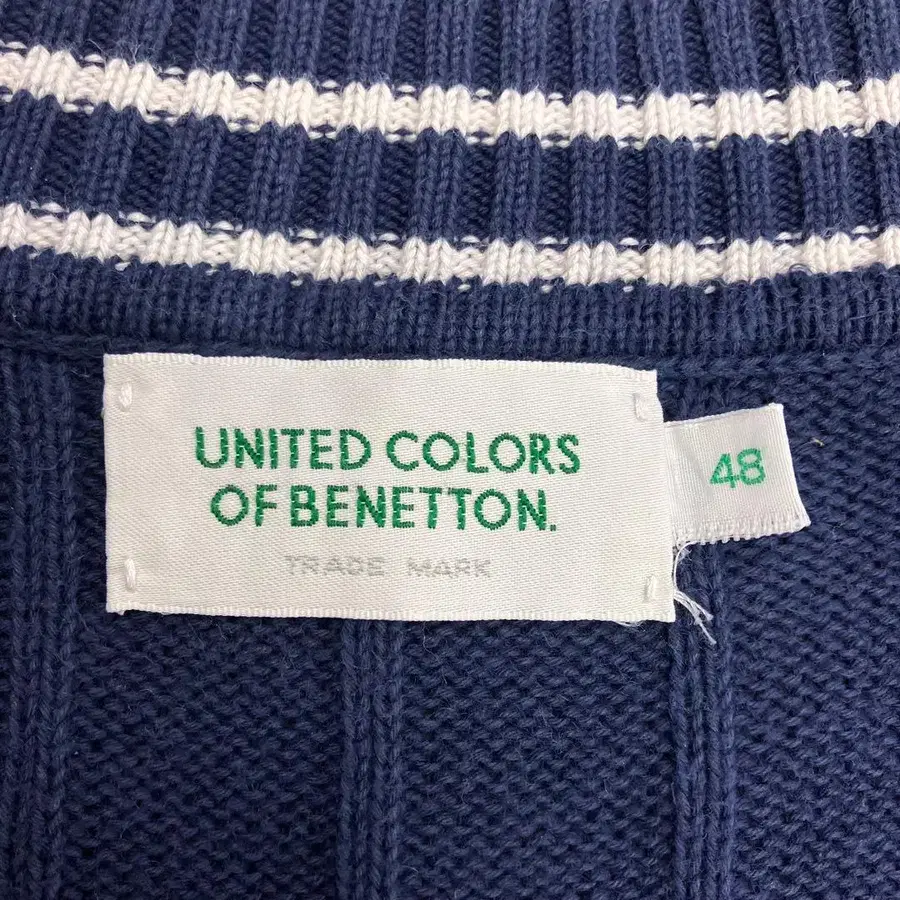 UNITED COLORS
OF BENETTON.
TRADE MARK
48